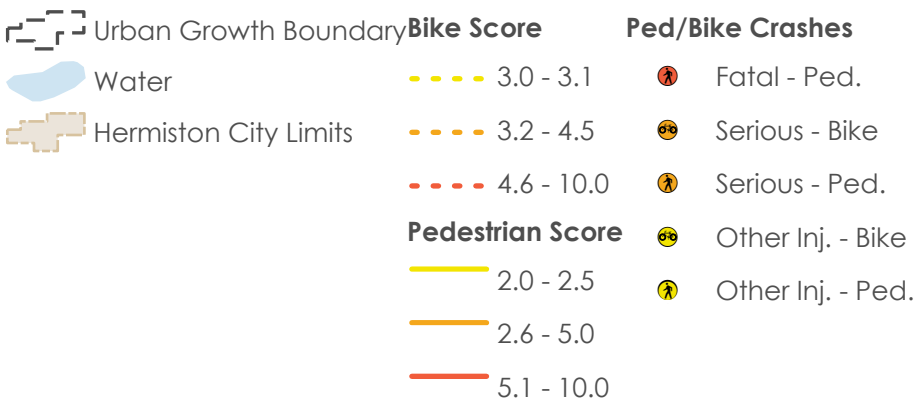 Urban Growth Boundary
Water
Hermiston City Limits
Bike Score
3.0 - 3.1
3.2 - 4.5
4.6 - 10.0
Pedestrian Score
2.0 - 2.5
2.6 - 5.0
5.1 - 10.0
Ped/Bike Crashes
Fatal - Ped.
Serious - Bike
Serious - Ped.
Other Inj. - Bike
Other Inj. - Ped.